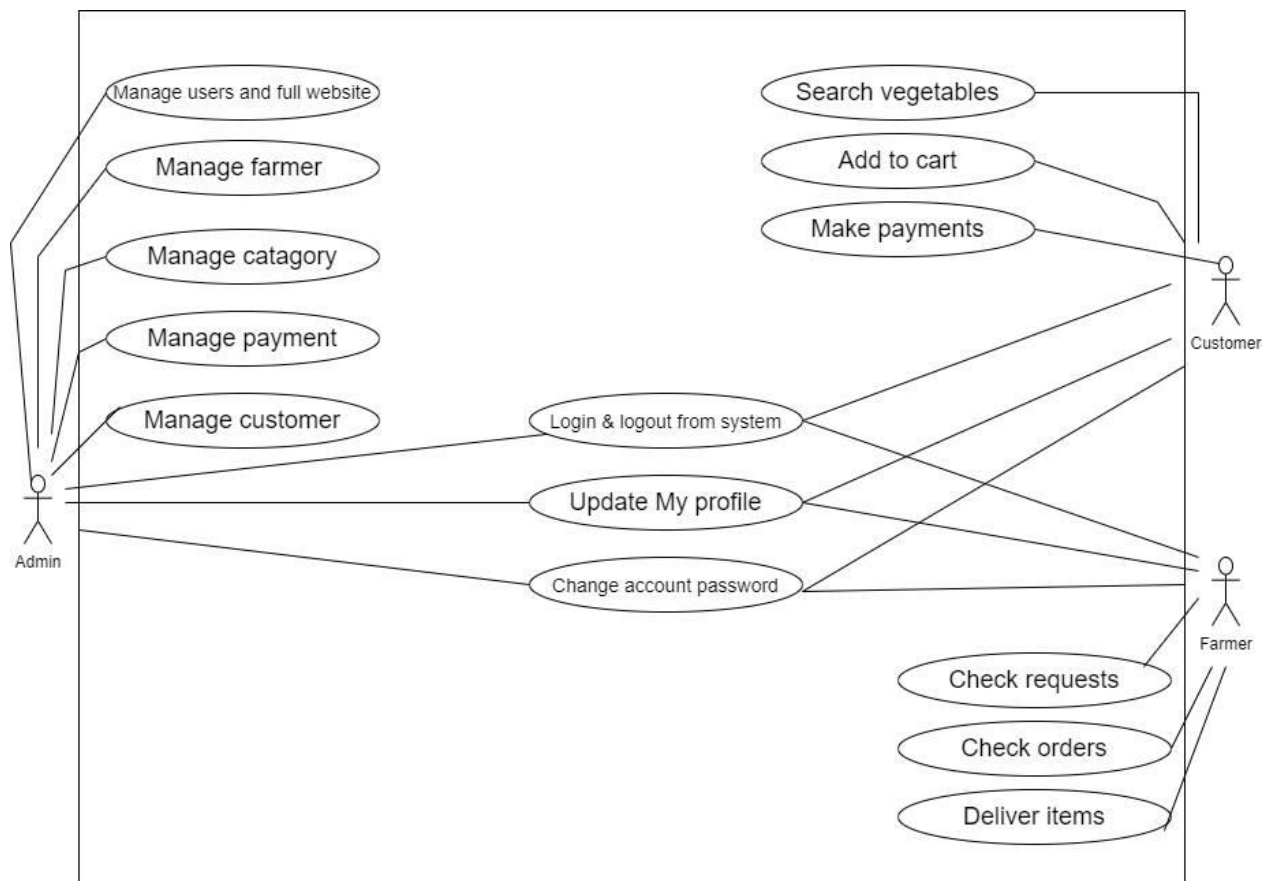 Manage users and full website
Manage farmer
Manage catagory
Manage payment
Manage customer
Admin
Login & logout from system
Update My profile
Change account password
Search vegetables
Add to cart
Make payments
Customer
Farmer
Check requests
Check orders
Deliver items